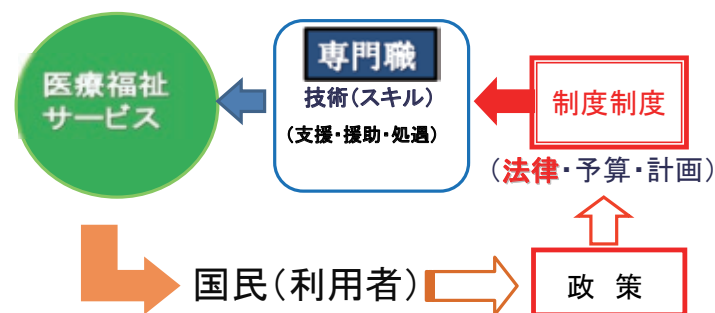 医療福祉
サービス
専門職
技術(スキル)
(支援・援助・処遇)
制度制度
(法律・予算・計画)
国民(利用者)
政 策